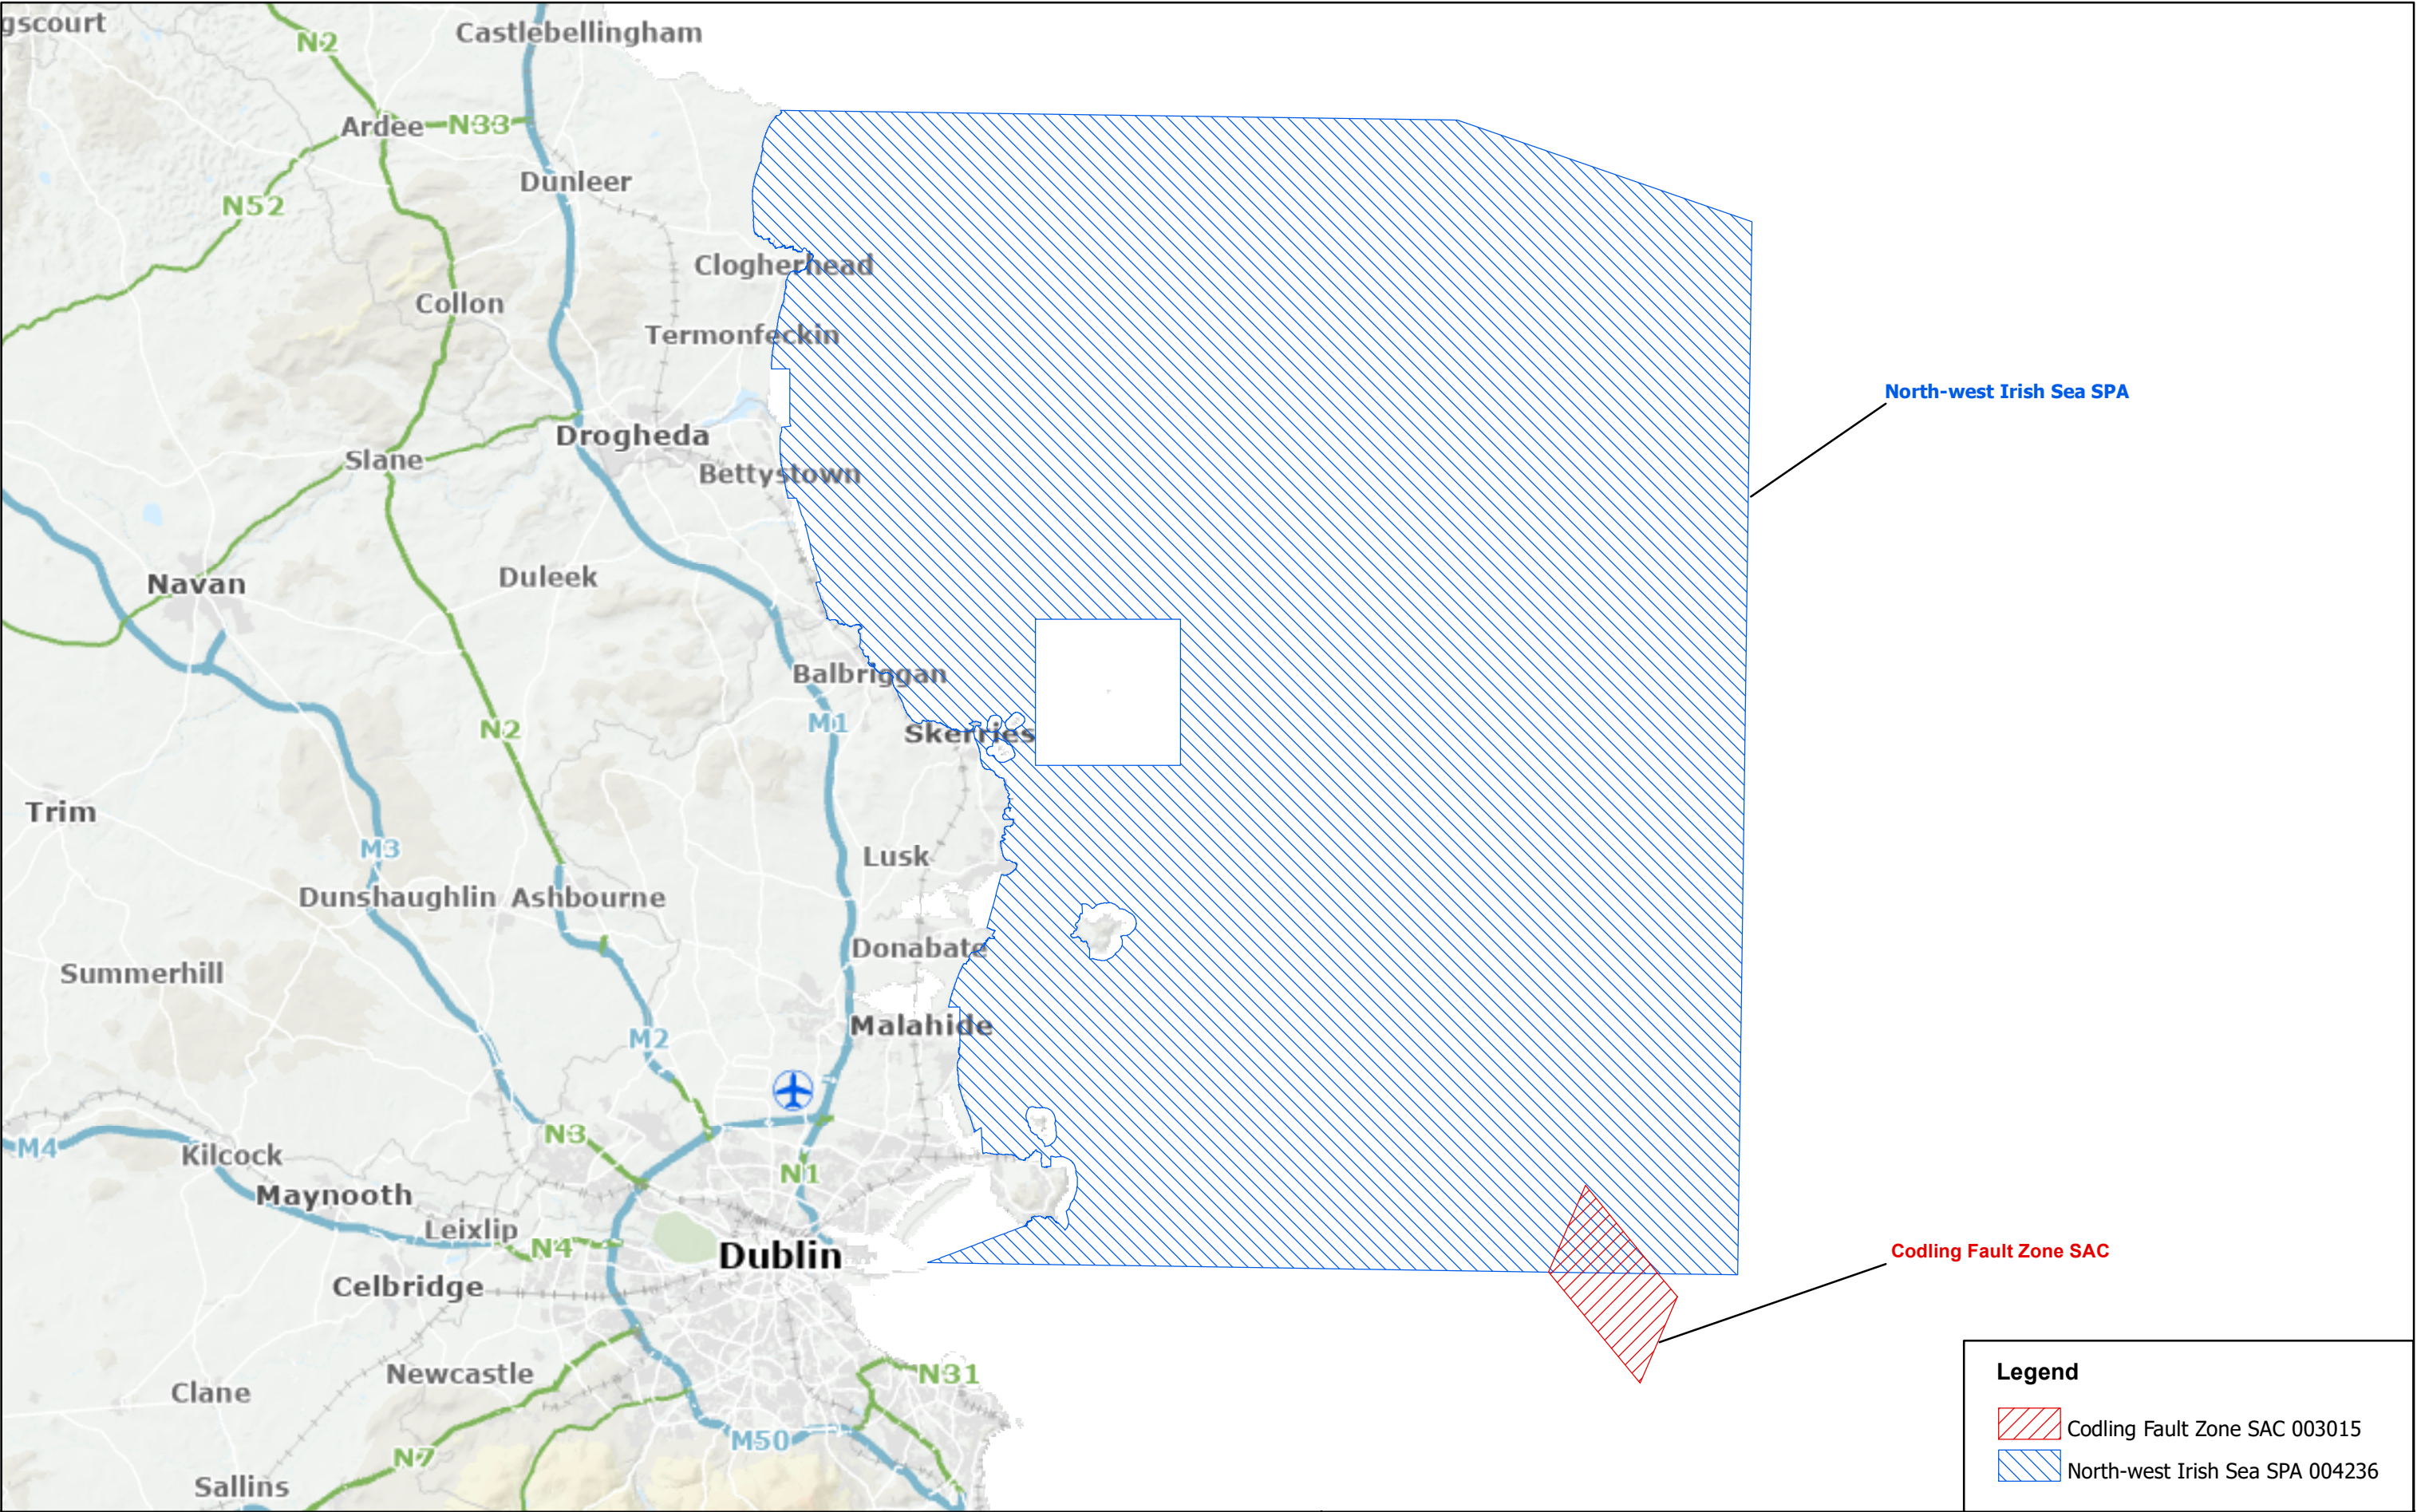 gscourt
N2
Castlebellingham
Ardee
N33
Dunleer
N52
Clogherhead
Collon
Termonfeckin
North-west Irish Sea SPA
Drogheda
Slane
Bettystown
Navan
Duleek
Balbriggan
N2
M1
Skerries
Trim
M3
Lusk
Dunshaughlin
Ashbourne
Donabate
Summerhill
Malahide
M2
N3
M4
Kilcock
N1
Maynooth
Leixlip
N4
Dublin
Codling Fault Zone SAC
Celbridge
Newcastle
N31
Clane
M50
N7
Sallins
Legend
Codling Fault Zone SAC 003015
North-west Irish Sea SPA 004236